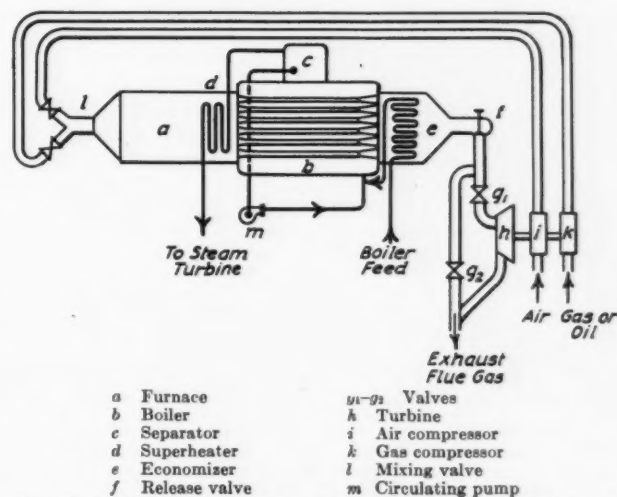 l
d
c
a
b
e
f
g1
h
i
k
g2
m
To Steam
Turbine
Boiler
Feed
Air
Gas or
Oil
Exhaust
Flue Gas
a Furnace
b Boiler
c Separator
d Superheater
e Economizer
f Release valve
g1–g2 Valves
h Turbine
i Air compressor
k Gas compressor
l Mixing valve
m Circulating pump